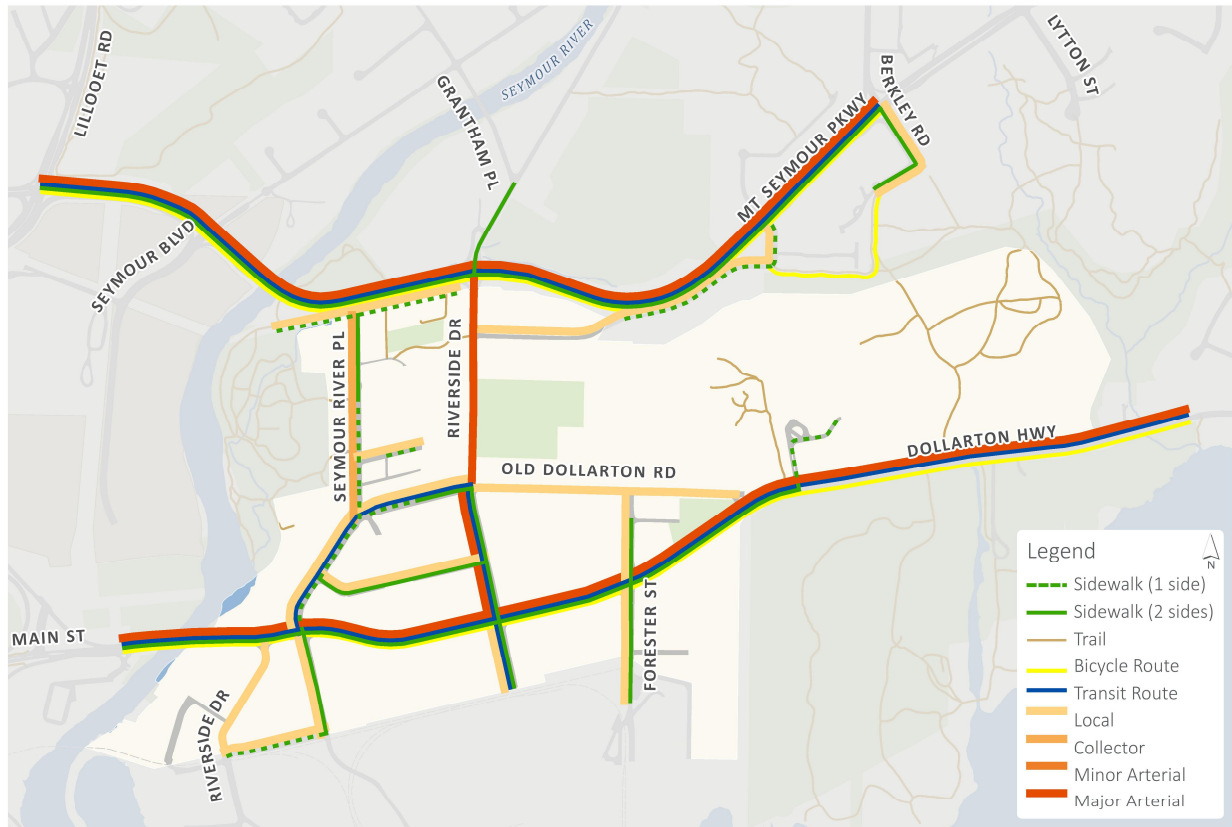 LILLOOET RD
SEYMOUR RIVER
GRANTHAM PL
BERKLEY RD
LYTTON ST
MT SEYMOUR PKWY
SEYMOUR BLVD
SEYMOUR RIVER PL
RIVERSIDE DR
OLD DOLLARTON RD
DOLLARTON HWY
MAIN ST
FORESTER ST
RIVERSIDE DR
Legend
N
Sidewalk (1 side)
Sidewalk (2 sides)
Trail
Bicycle Route
Transit Route
Local
Collector
Minor Arterial
Major Arterial